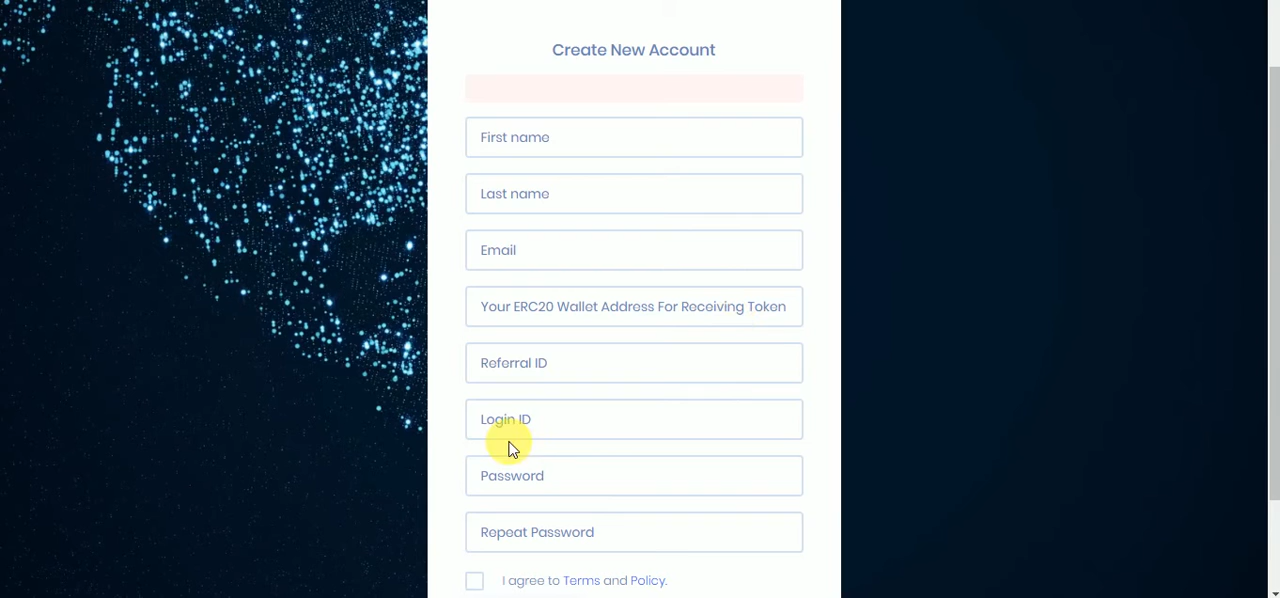 Create New Account
First name
Last name
Email
Your ERC20 Wallet Address For Receiving Token
Referral ID
Login ID
Password
Repeat Password
I agree to Terms and Policy.